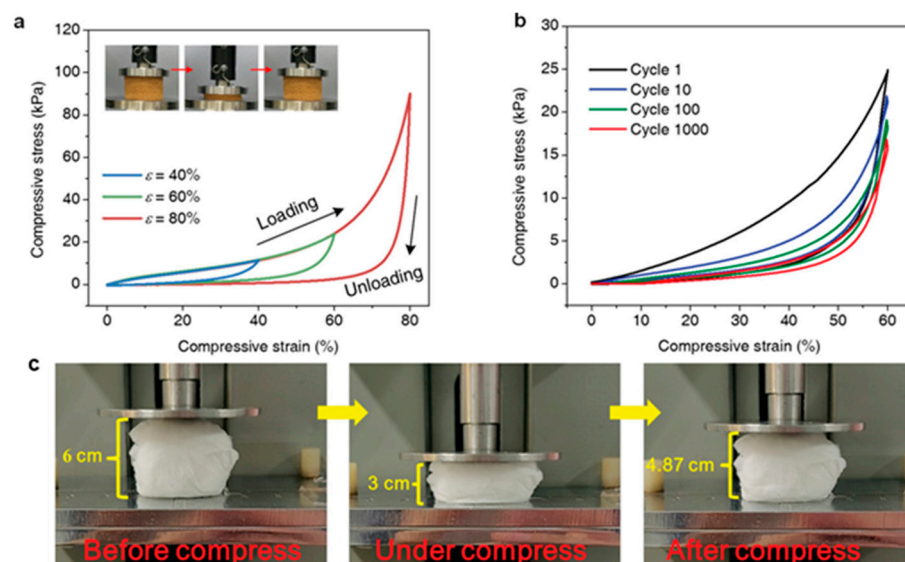 a
Compressive stress (kPa)
120
100
80
60
40
20
0
ε = 40%
ε = 60%
ε = 80%
Loading
Unloading
0 20 40 60 80
Compressive strain (%)
b
Compressive stress (kPa)
30
25
20
15
10
5
0
Cycle 1
Cycle 10
Cycle 100
Cycle 1000
0 10 20 30 40 50 60
Compressive strain (%)
c
6 cm
Before compress
3 cm
Under compress
4.87 cm
After compress